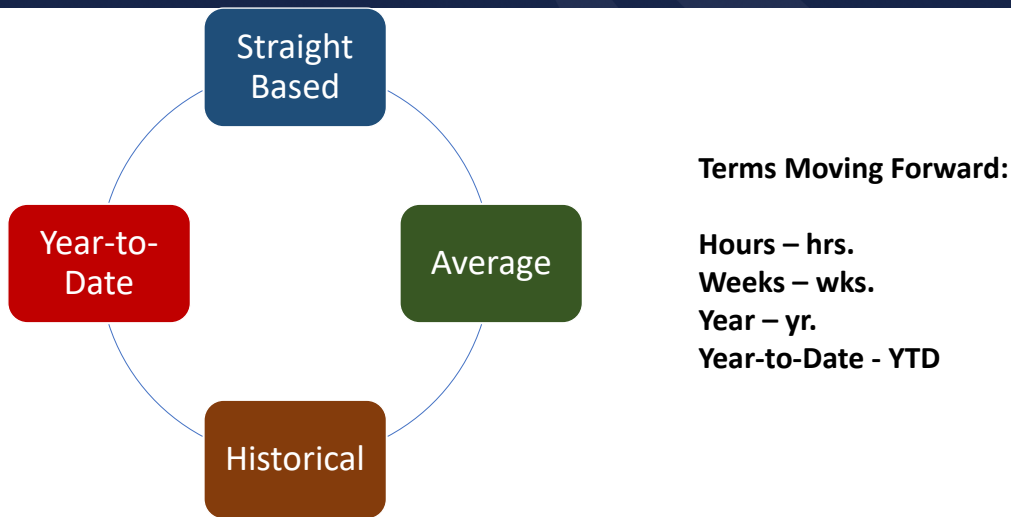 Straight
Based
Year-to-
Date
Average
Historical
Terms Moving Forward:
Hours – hrs.
Weeks – wks.
Year – yr.
Year-to-Date - YTD